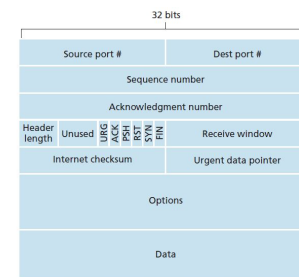 32 bits
Source port # Dest port #
Sequence number
Acknowledgment number
Header length Unused URG ACK PSH RST SYN FIN Receive window
Internet checksum Urgent data pointer
Options
Data